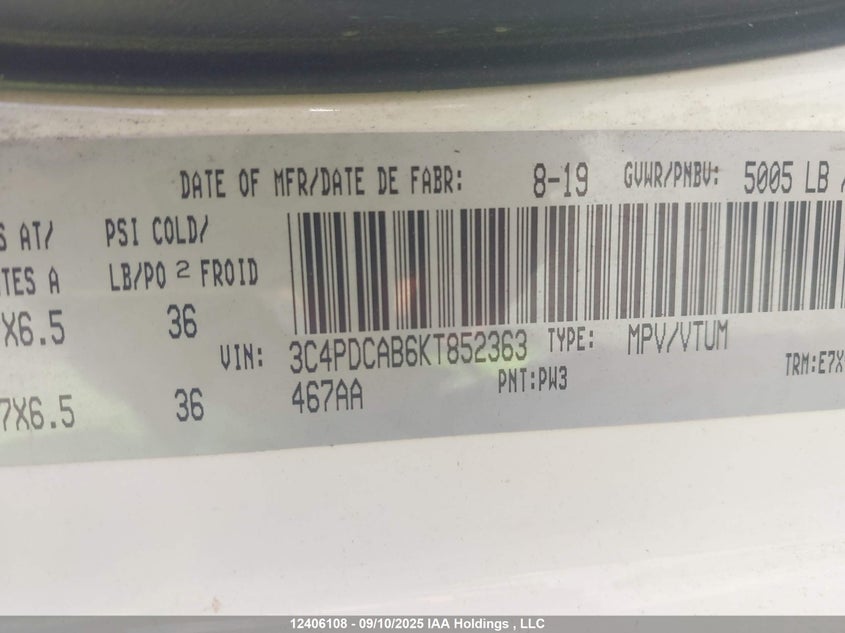 DATE OF MFR/DATE DE FABR: 8-19 GVWR/PNBV: 5005 LB
S AT/ PSI COLD/
TES A LB/PO 2 FROID
X6.5 36
VIN: 3C4PDCAB6KT852363 TYPE: MPV/VTUM
7X6.5 36 467AA PNT:PW3 TRM:E7X
12406108 - 09/10/2025 IAA Holdings , LLC